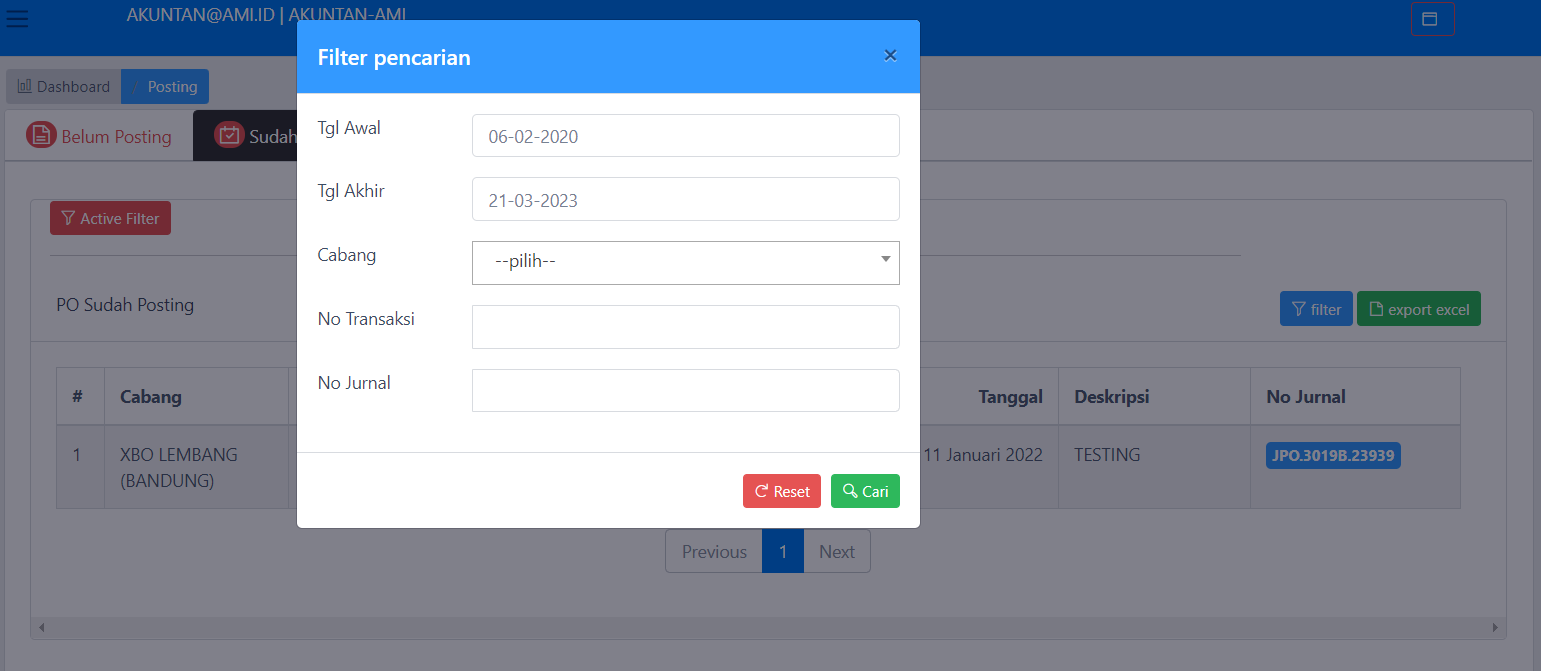 AKUNTAN@AMI.ID | AKUNTAN-AMI
Filter pencarian
×
Dashboard / Posting
Belum Posting
Sudah
Tgl Awal
06-02-2020
Tgl Akhir
21-03-2023
Active Filter
Cabang
--pilih--
PO Sudah Posting
filter
export excel
No Transaksi
No Jurnal
# Cabang Tanggal Deskripsi No Jurnal
1 XBO LEMBANG 11 Januari 2022 TESTING JPO.3019B.23939
(BANDUNG)
Reset
Cari
Previous 1 Next